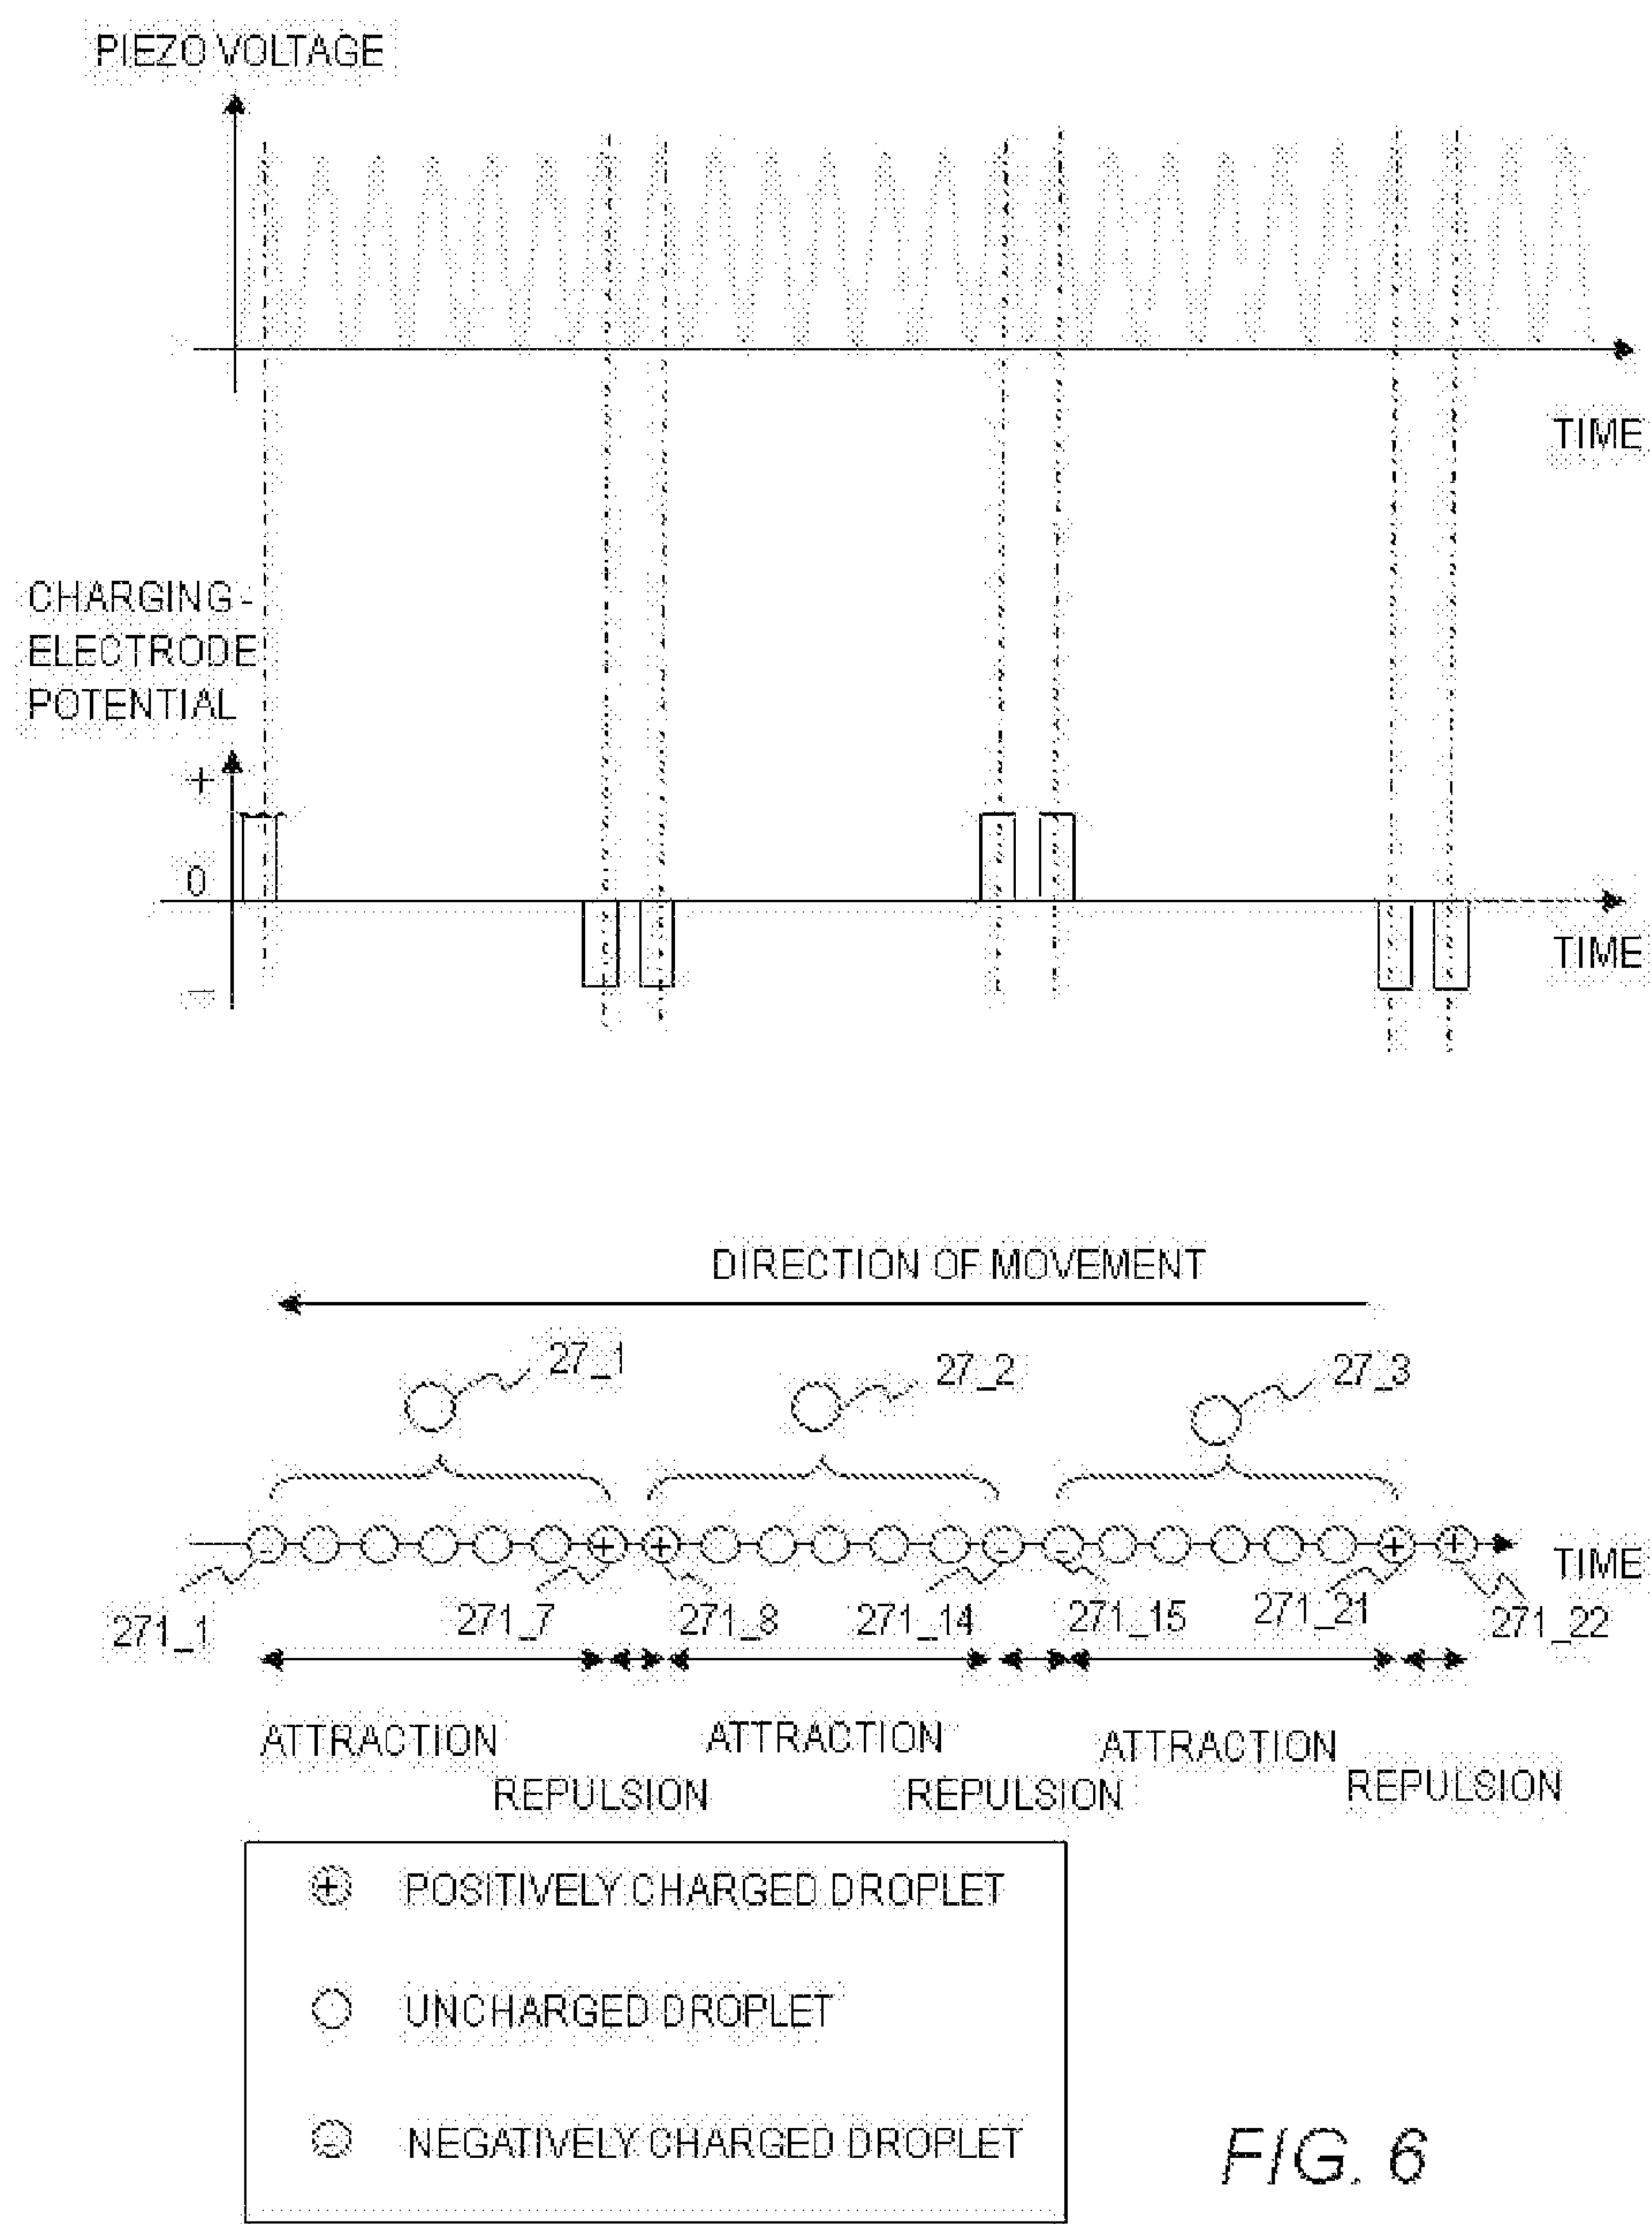 PIEZO VOLTAGE
TIME
CHARGING-
ELECTRODE
POTENTIAL
+
0
-
TIME
DIRECTION OF MOVEMENT
27_1
27_2
27_3
TIME
271_1
271_7
271_8
271_14
271_15
271_21
271_22
ATTRACTION
REPULSION
ATTRACTION
REPULSION
ATTRACTION
REPULSION
+ POSITIVELY CHARGED DROPLET
UNCHARGED DROPLET
- NEGATIVELY CHARGED DROPLET
FIG. 6